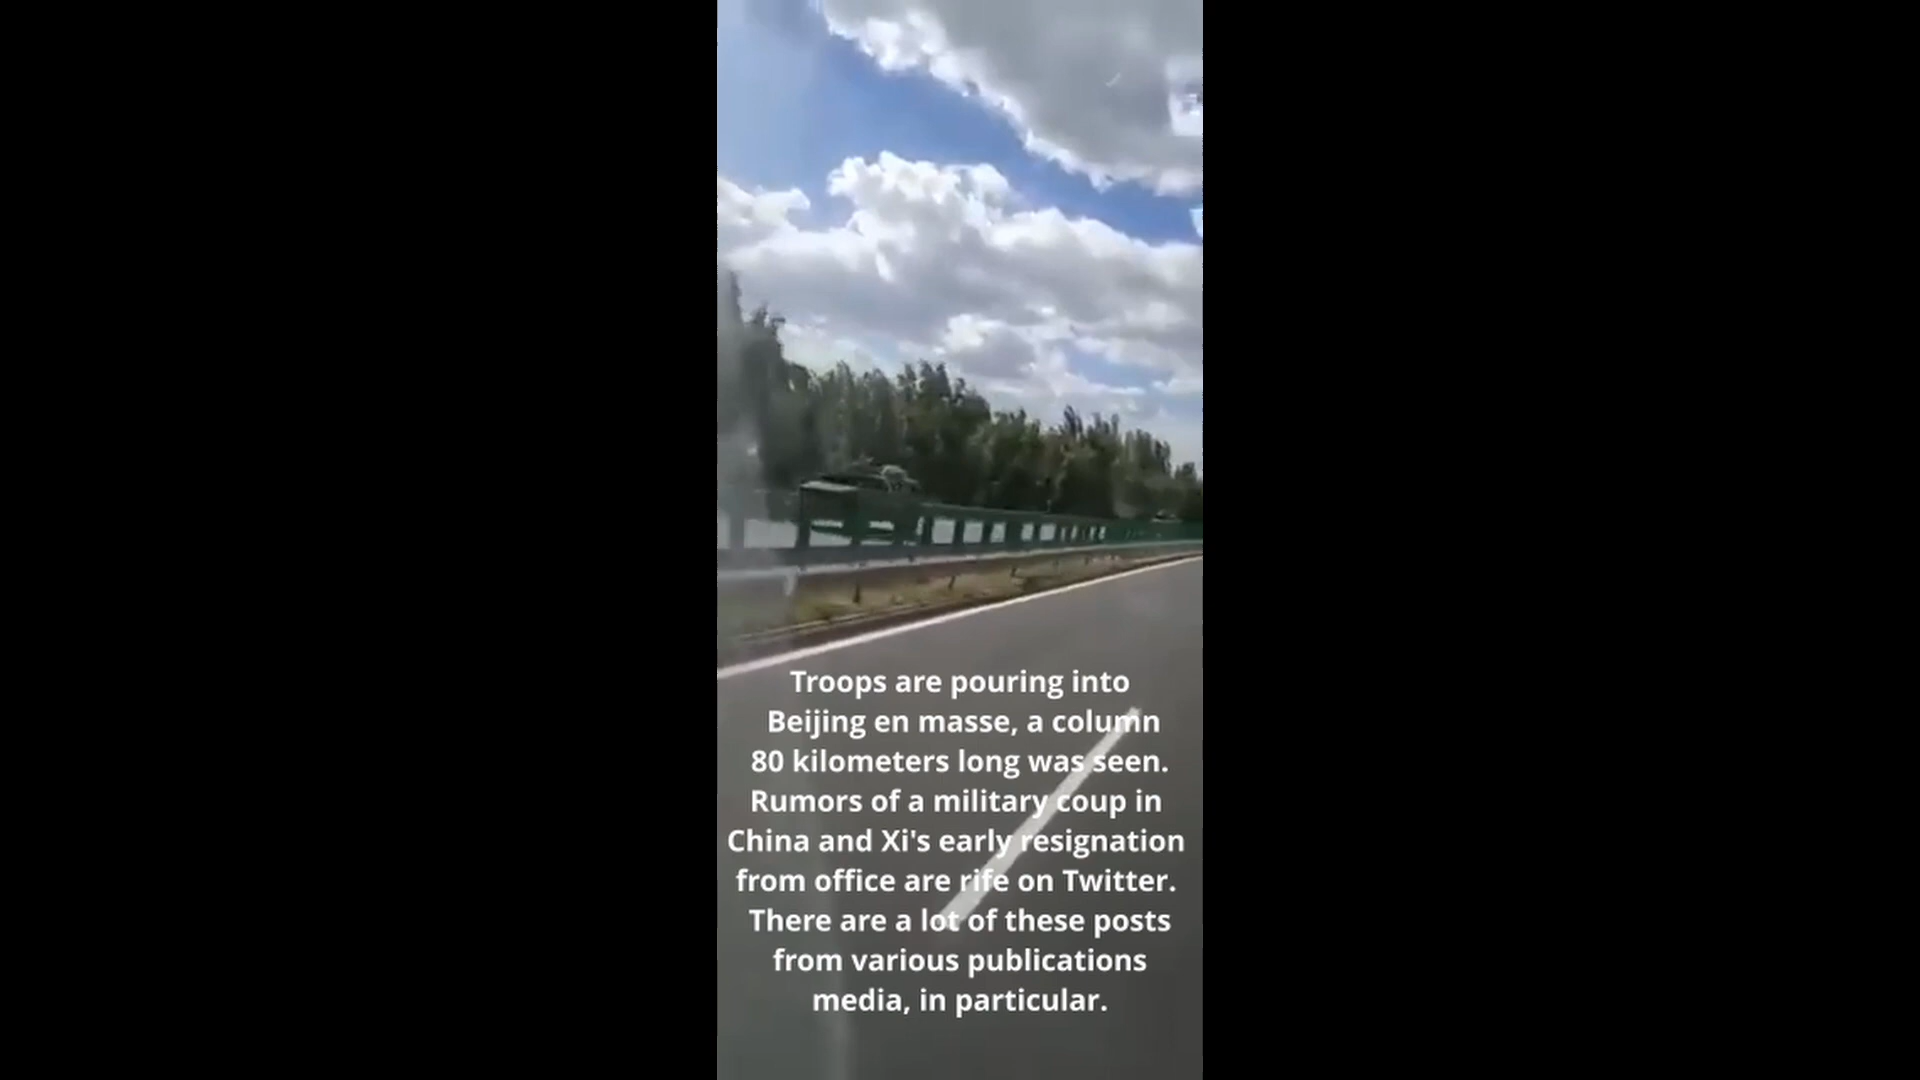 Troops are pouring into
Beijing en masse, a column
80 kilometers long was seen.
Rumors of a military coup in
China and Xi's early resignation
from office are rife on Twitter.
There are a lot of these posts
from various publications
media, in particular.